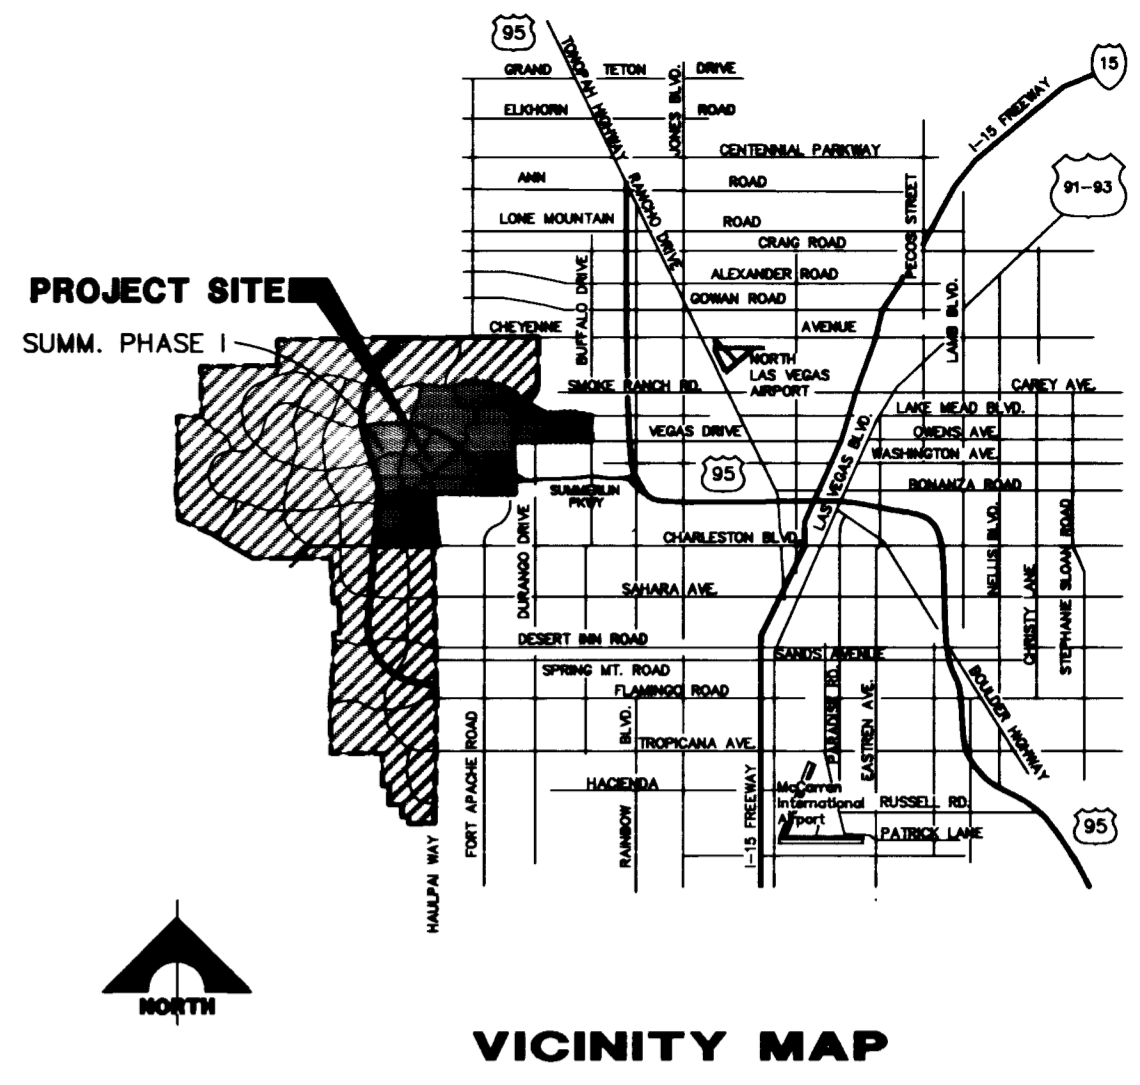 95
TONOPAH HIGHWAY
GRAND TETON DRIVE
JONES BLVD.
15
I-15 FREEWAY
ELKHORN ROAD
CENTENNIAL PARKWAY
91-93
ANN ROAD
RANCHO DRIVE
PECOS STREET
LONE MOUNTAIN ROAD
CRAIG ROAD
BUFFALO DRIVE
ALEXANDER ROAD
PROJECT SITE
GOWAN ROAD
LAMB BLVD.
SUMM. PHASE I
CHEYENNE AVENUE
NORTH
LAS VEGAS
AIRPORT
SMOKE RANCH RD.
CAREY AVE.
LAKE MEAD BLVD.
VEGAS DRIVE
OWENS AVE.
LAS VEGAS BLVD.
WASHINGTON AVE.
95
SUMMERLIN
PKWY
BONANZA ROAD
DURANGO DRIVE
CHARLESTON BLVD.
NELLIS BLVD.
CHRISTY LANE
STEPHANIE SLOAN ROAD
SAHARA AVE.
DESERT INN ROAD
SANDS AVENUE
SPRING MT. ROAD
FLAMINGO ROAD
PARADISE RD.
EASTREN AVE.
BOULDER HIGHWAY
FORT APACHE ROAD
RAINBOW BLVD.
TROPICANA AVE.
HACIENDA
I-15 FREEWAY
McCarren
International
Airport
RUSSELL RD.
PATRICK LANE
95
HAULPAI WAY
NORTH
VICINITY MAP